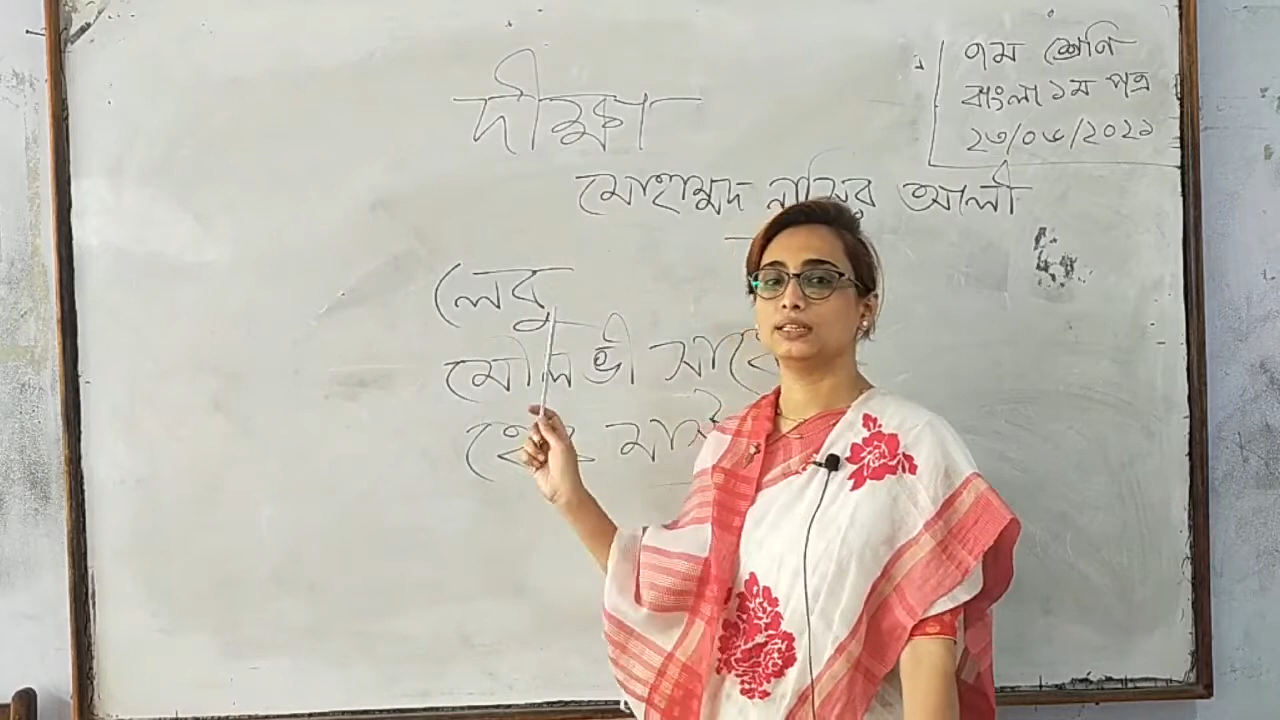 ৭ম শ্রেণি
বাংলা ১ম পত্র
২৩/০৬/২০২১
দীক্ষা
মোহাম্মদ নাসির আলী
লেবু
মৌলভী সাহে
হেড মাস্